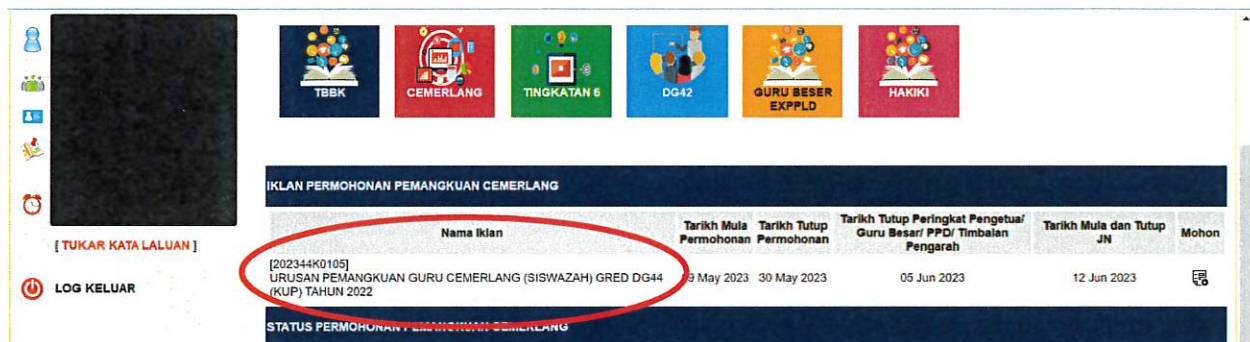 TBBK
CEMERLANG
TINGKATAN 6
DG42
GURU BESER
EXPPLD
HAKIKI
IKLAN PERMOHONAN PEMANGKUAN CEMERLANG
Nama Iklan
Tarikh Mula
Permohonan
Tarikh Tutup
Permohonan
Tarikh Tutup Peringkat Pengetua/
Guru Besar/ PPD/ Timbalan
Pengarah
Tarikh Mula dan Tutup
JN
Mohon
[202344K0105]
URUSAN PEMANGKUAN GURU CEMERLANG (SISWAZAH) GRED DG44
(KUP) TAHUN 2022
9 May 2023
30 May 2023
05 Jun 2023
12 Jun 2023
STATUS PERMOHONAN PEMANGKUAN CEMERLANG
[ TUKAR KATA LALUAN ]
LOG KELUAR